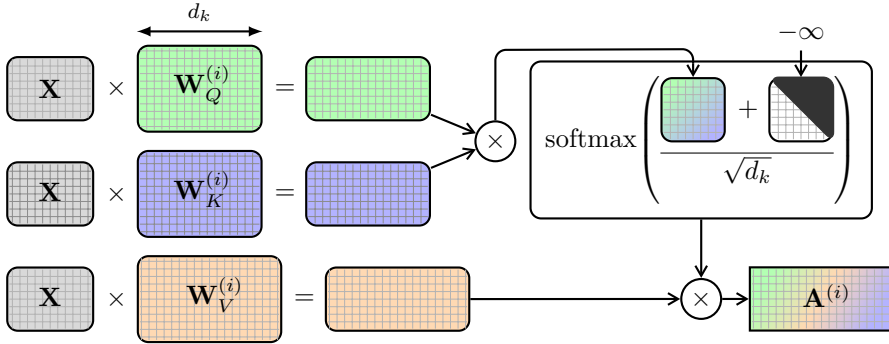 d_k
−∞
X × W_Q^{(i)} =
×
softmax ( + / √d_k )
X × W_K^{(i)} =
X × W_V^{(i)} =
×
A^{(i)}